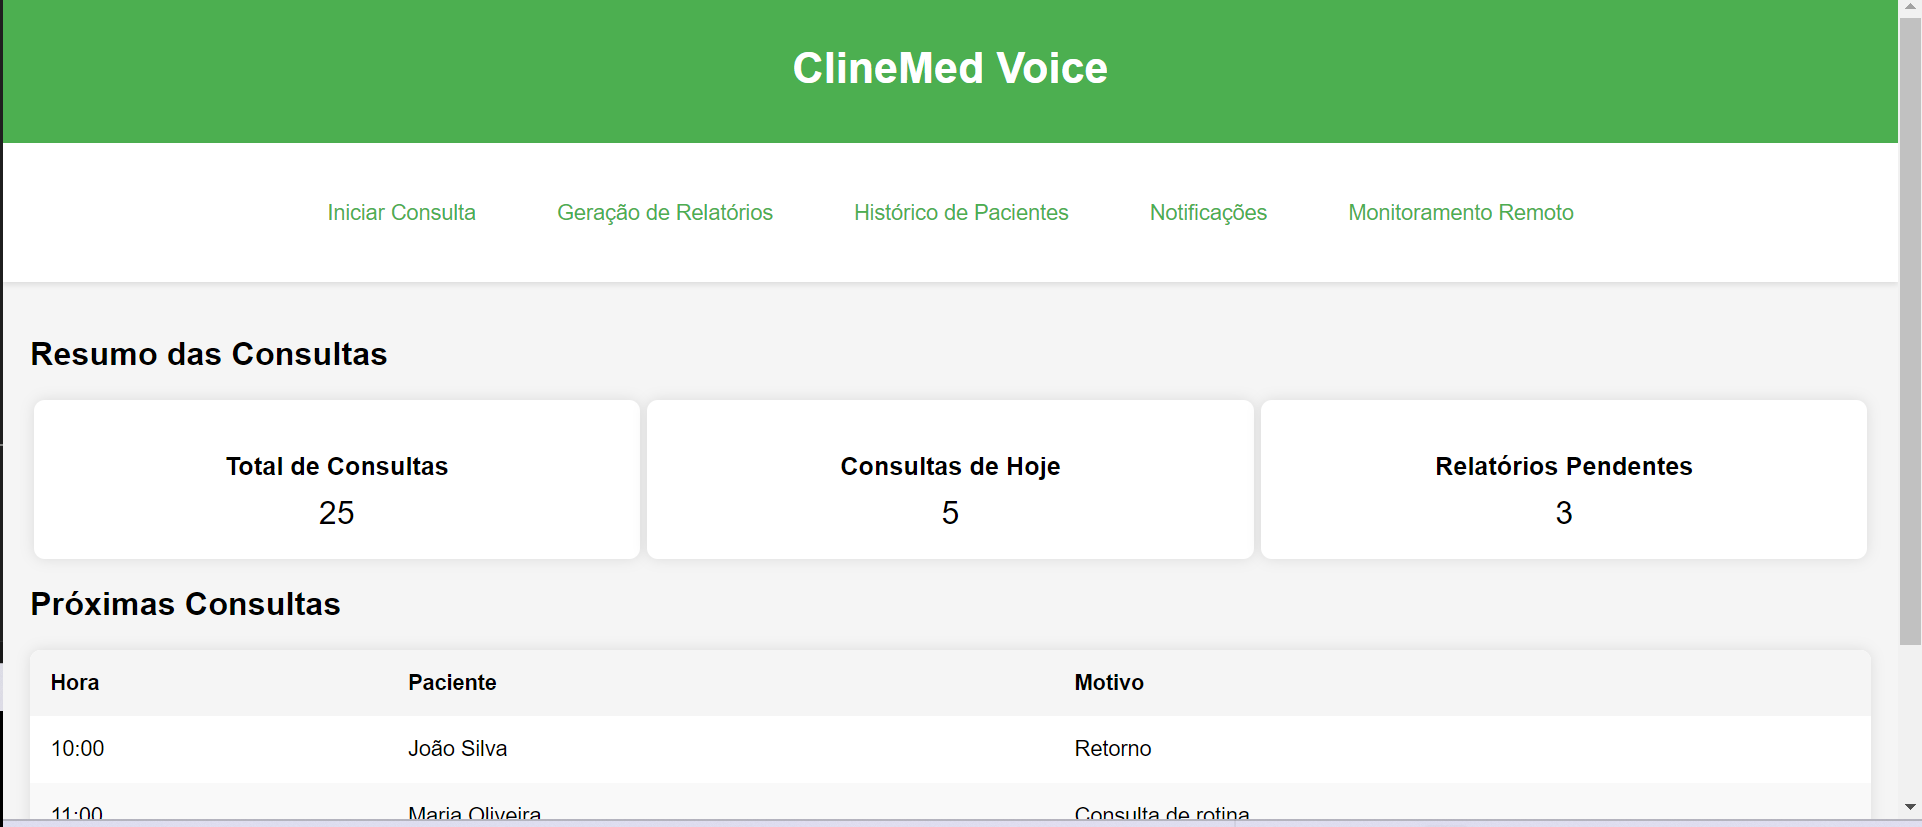 ClineMed Voice
Iniciar Consulta Geração de Relatórios Histórico de Pacientes Notificações Monitoramento Remoto
Resumo das Consultas
Total de Consultas Consultas de Hoje Relatórios Pendentes
25 5 3
Próximas Consultas
Hora Paciente Motivo
10:00 João Silva Retorno
11:00 Maria Oliveira Consulta de rotina